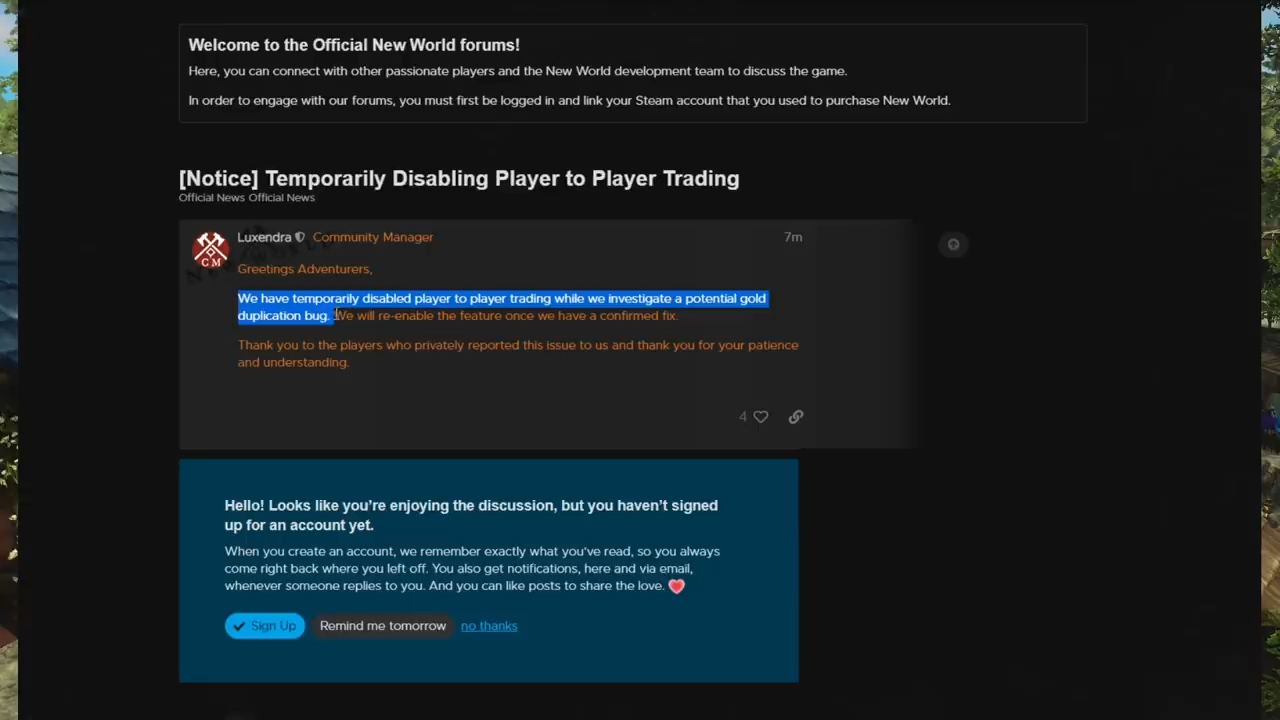 Welcome to the Official New World forums!
Here, you can connect with other passionate players and the New World development team to discuss the game.
In order to engage with our forums, you must first be logged in and link your Steam account that you used to purchase New World.
[Notice] Temporarily Disabling Player to Player Trading
Official News Official News
Luxendra Community Manager 7m
CM
Greetings Adventurers,
We have temporarily disabled player to player trading while we investigate a potential gold
duplication bug. We will re-enable the feature once we have a confirmed fix.
Thank you to the players who privately reported this issue to us and thank you for your patience
and understanding.
4
Hello! Looks like you’re enjoying the discussion, but you haven’t signed
up for an account yet.
When you create an account, we remember exactly what you’ve read, so you always
come right back where you left off. You also get notifications, here and via email,
whenever someone replies to you. And you can like posts to share the love.
Sign Up Remind me tomorrow no thanks